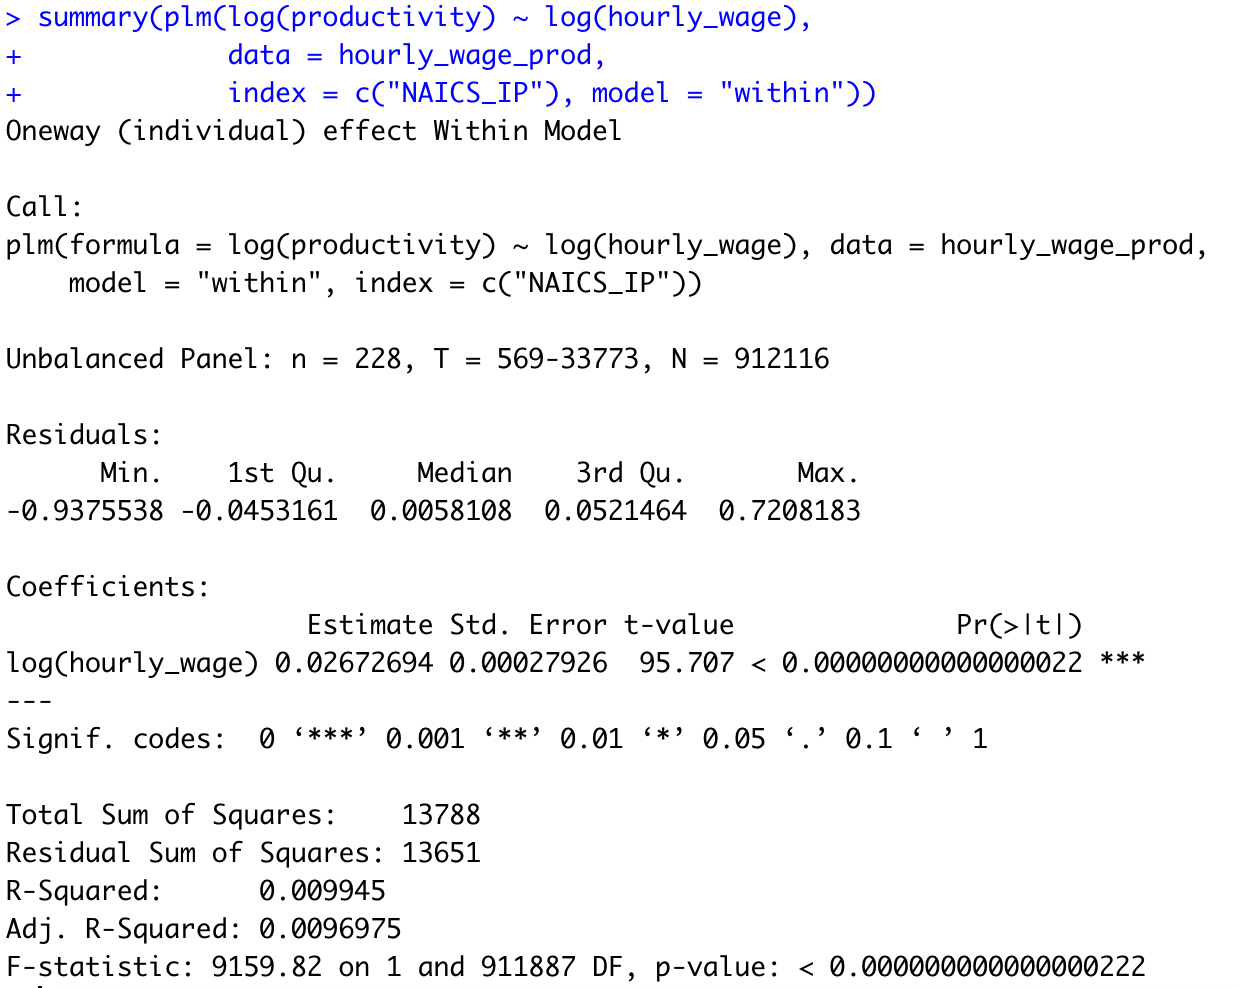 > summary(plm(log(productivity) ~ log(hourly_wage),
+             data = hourly_wage_prod,
+             index = c("NAICS_IP"), model = "within"))
Oneway (individual) effect Within Model

Call:
plm(formula = log(productivity) ~ log(hourly_wage), data = hourly_wage_prod,
    model = "within", index = c("NAICS_IP"))

Unbalanced Panel: n = 228, T = 569-33773, N = 912116

Residuals:
      Min.    1st Qu.     Median    3rd Qu.       Max.
-0.9375538 -0.0453161  0.0058108  0.0521464  0.7208183

Coefficients:
                   Estimate Std. Error t-value              Pr(>|t|)
log(hourly_wage) 0.02672694 0.00027926  95.707 < 0.00000000000000022 ***
---
Signif. codes:  0 ‘***’ 0.001 ‘**’ 0.01 ‘*’ 0.05 ‘.’ 0.1 ‘ ’ 1

Total Sum of Squares:    13788
Residual Sum of Squares: 13651
R-Squared:      0.009945
Adj. R-Squared: 0.0096975
F-statistic: 9159.82 on 1 and 911887 DF, p-value: < 0.000000000000000222